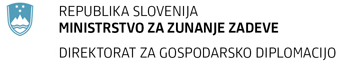 REPUBLIKA SLOVENIJA
MINISTRSTVO ZA ZUNANJE ZADEVE
DIREKTORAT ZA GOSPODARSKO DIPLOMACIJO